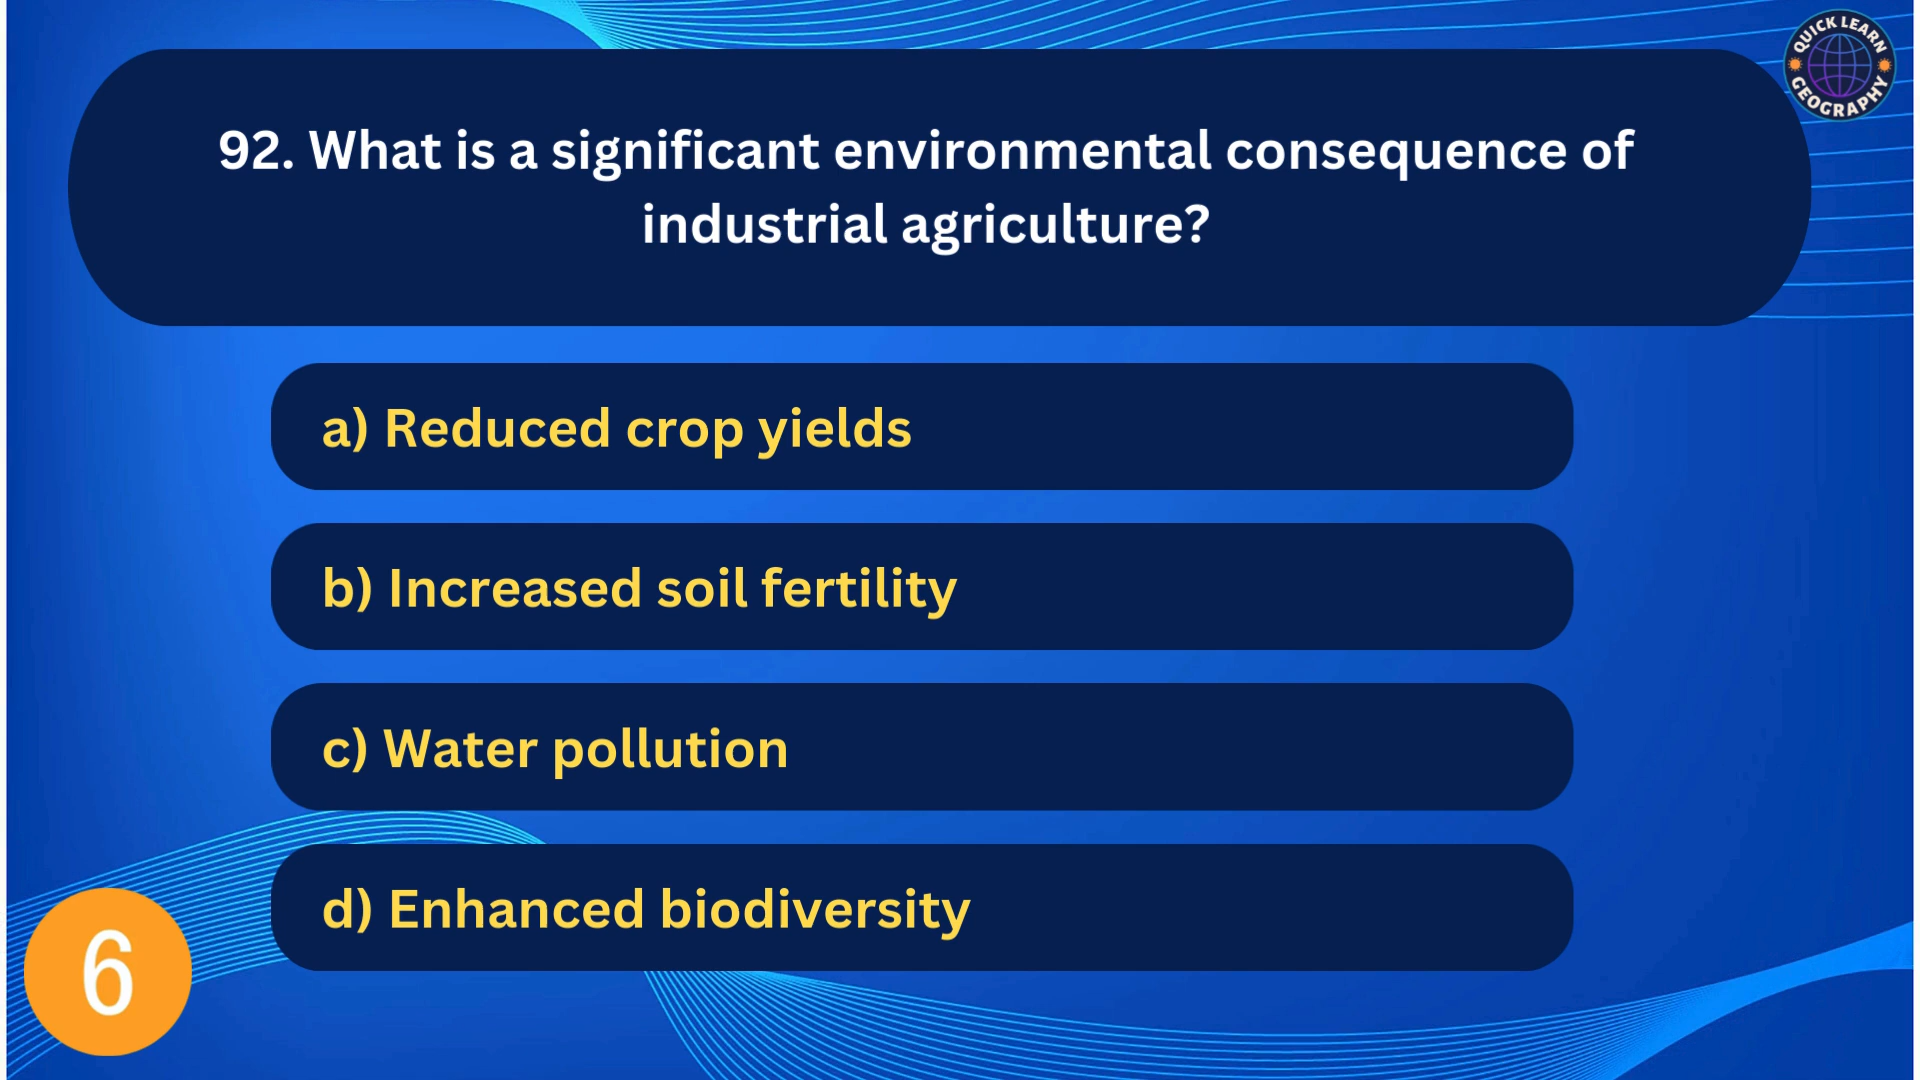 QUICK LEARN
GEOGRAPHY
92. What is a significant environmental consequence of
industrial agriculture?
a) Reduced crop yields
b) Increased soil fertility
c) Water pollution
d) Enhanced biodiversity
6